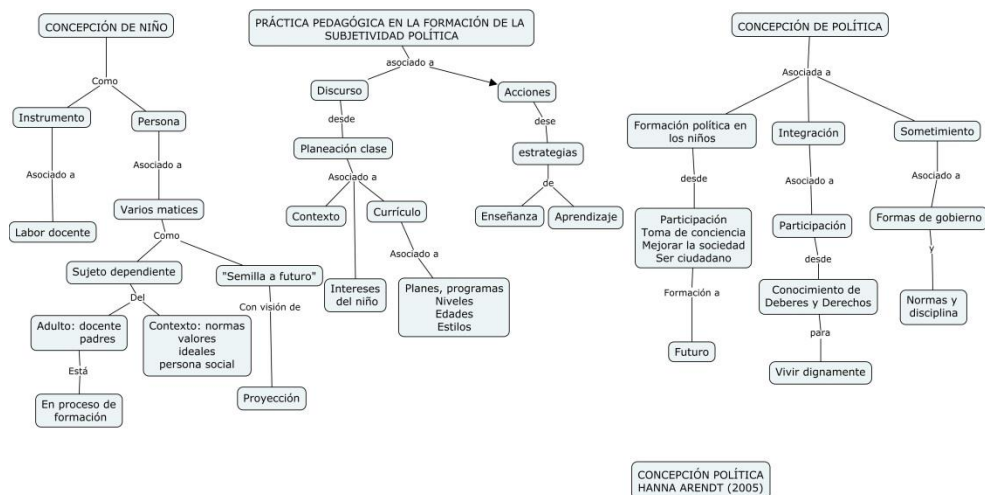 CONCEPCIÓN DE NIÑO
Como
Instrumento
Persona
Asociado a
Asociado a
Labor docente
Varios matices
Como
Sujeto dependiente
"Semilla a futuro"
Del
Con visión de
Adulto: docente
padres
Contexto: normas
valores
ideales
persona social
Está
En proceso de
formación
Proyección
PRÁCTICA PEDAGÓGICA EN LA FORMACIÓN DE LA
SUBJETIVIDAD POLÍTICA
asociado a
Discurso
Acciones
desde
dese
Planeación clase
estrategias
Asociado a
de
Contexto
Currículo
Enseñanza
Aprendizaje
Asociado a
Intereses
del niño
Planes, programas
Niveles
Edades
Estilos
CONCEPCIÓN DE POLÍTICA
Asociada a
Formación política en
los niños
Integración
Sometimiento
desde
Asociado a
Asociado a
Participación
Toma de conciencia
Mejorar la sociedad
Ser ciudadano
Participación
Formas de gobierno
desde
y
Formación a
Conocimiento de
Deberes y Derechos
Normas y
disciplina
para
Futuro
Vivir dignamente
CONCEPCIÓN POLÍTICA
HANNA ARENDT (2005)